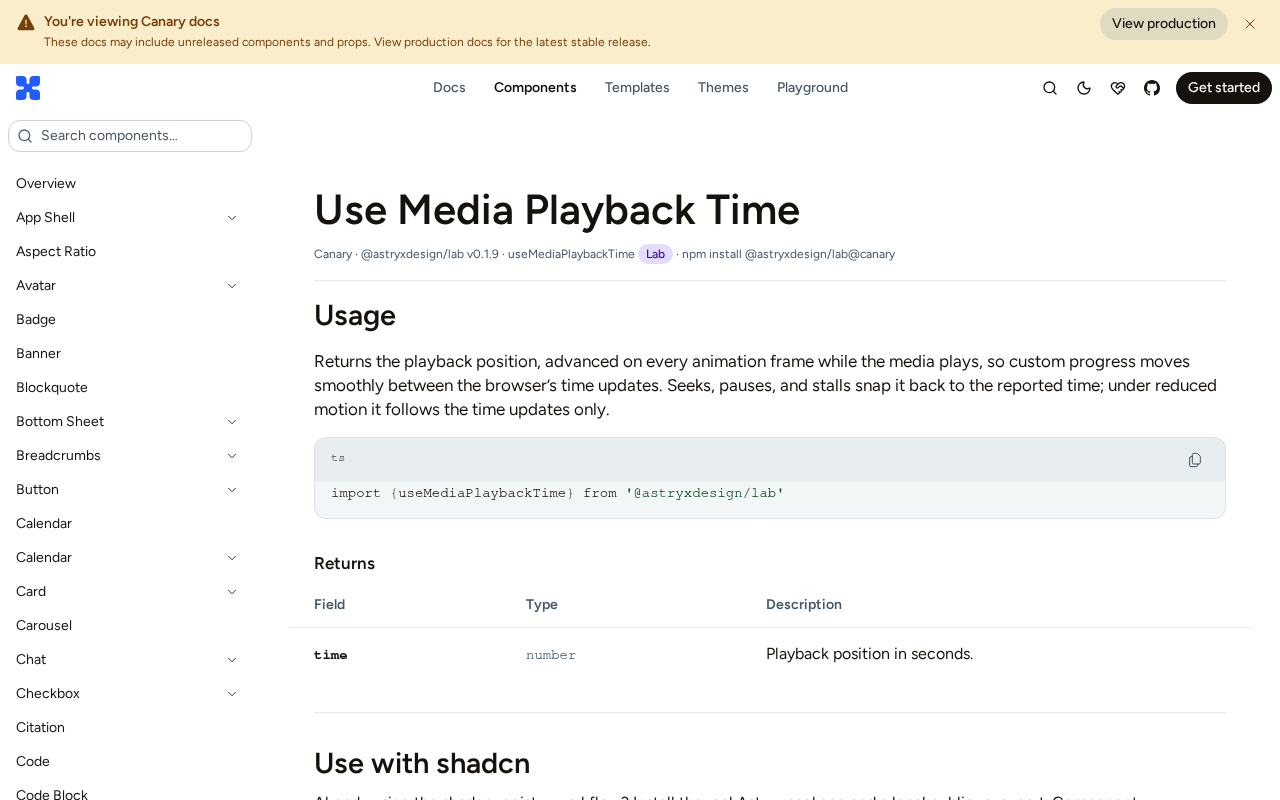 You're viewing Canary docs
These docs may include unreleased components and props. View production docs for the latest stable release.
View production
Docs
Components
Templates
Themes
Playground
Get started
Search components...
Overview
App Shell
Aspect Ratio
Avatar
Badge
Banner
Blockquote
Bottom Sheet
Breadcrumbs
Button
Calendar
Calendar
Card
Carousel
Chat
Checkbox
Citation
Code
Code Block
Use Media Playback Time
Canary · @astryxdesign/lab v0.1.9 · useMediaPlaybackTime Lab · npm install @astryxdesign/lab@canary
Usage
Returns the playback position, advanced on every animation frame while the media plays, so custom progress moves
smoothly between the browser’s time updates. Seeks, pauses, and stalls snap it back to the reported time; under reduced
motion it follows the time updates only.
ts
import {useMediaPlaybackTime} from '@astryxdesign/lab'
Returns
Field Type Description
time number Playback position in seconds.
Use with shadcn